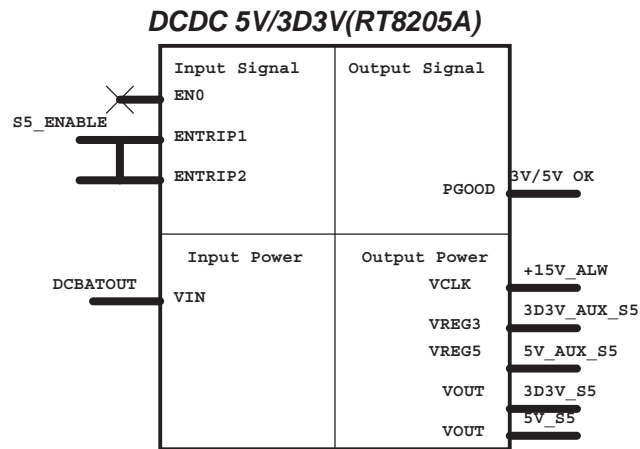 DCDC 5V/3D3V(RT8205A)
Input Signal
Output Signal
EN0
S5_ENABLE
ENTRIP1
ENTRIP2
PGOOD
3V/5V OK
Input Power
Output Power
DCBATOUT
VIN
VCLK
+15V_ALW
VREG3
3D3V_AUX_S5
VREG5
5V_AUX_S5
VOUT
3D3V_S5
VOUT
5V_S5